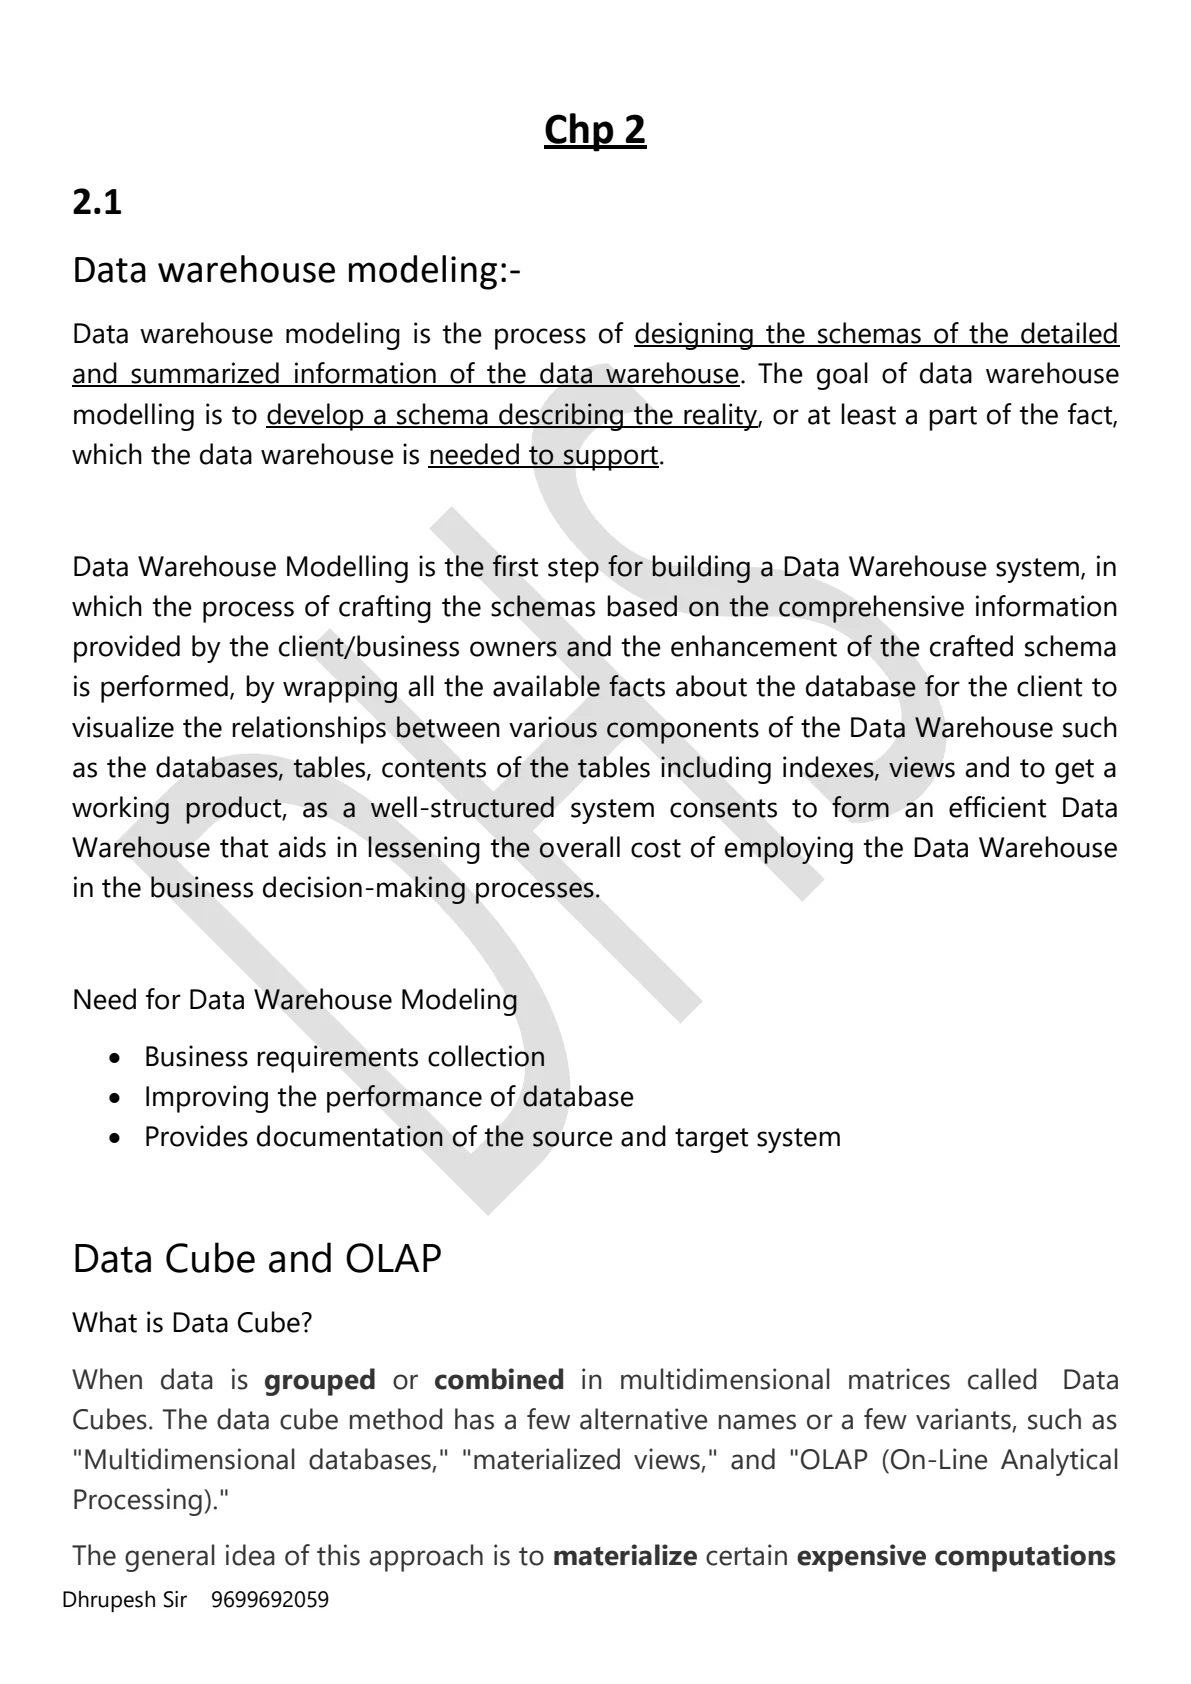 Chp 2
2.1
Data warehouse modeling:-
Data warehouse modeling is the process of designing the schemas of the detailed
and summarized information of the data warehouse. The goal of data warehouse
modelling is to develop a schema describing the reality, or at least a part of the fact,
which the data warehouse is needed to support.
Data Warehouse Modelling is the first step for building a Data Warehouse system, in
which the process of crafting the schemas based on the comprehensive information
provided by the client/business owners and the enhancement of the crafted schema
is performed, by wrapping all the available facts about the database for the client to
visualize the relationships between various components of the Data Warehouse such
as the databases, tables, contents of the tables including indexes, views and to get a
working product, as a well-structured system consents to form an efficient Data
Warehouse that aids in lessening the overall cost of employing the Data Warehouse
in the business decision-making processes.
Need for Data Warehouse Modeling
• Business requirements collection
• Improving the performance of database
• Provides documentation of the source and target system
Data Cube and OLAP
What is Data Cube?
When data is grouped or combined in multidimensional matrices called Data
Cubes. The data cube method has a few alternative names or a few variants, such as
"Multidimensional databases," "materialized views," and "OLAP (On-Line Analytical
Processing)."
The general idea of this approach is to materialize certain expensive computations
Dhrupesh Sir 9699692059
DHS